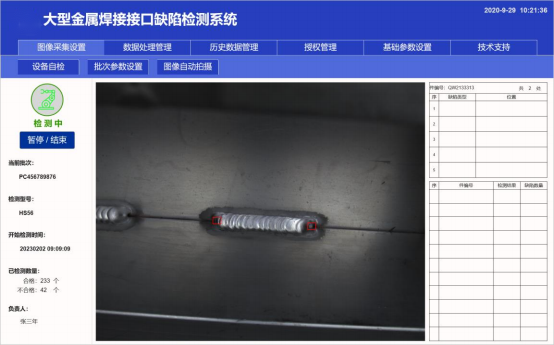 2020-9-29 10:21:36
大型金属焊接接口缺陷检测系统
图像采集设置 数据处理管理 历史数据管理 授权管理 基础参数设置 技术支持
设备自检 批次参数设置 图像自动拍摄
检测中
暂停 / 结束
当前批次:
PC456789876
检测型号:
HS56
开始检测时间:
20230202 09:09:09
已检测数量:
合格: 233 个
不合格: 42 个
负责人:
张三年
件编号: QW2133313 共 2 处
序 缺陷类型 位置
1
2
3
4
5
序 件编号 检测结果 缺陷数量